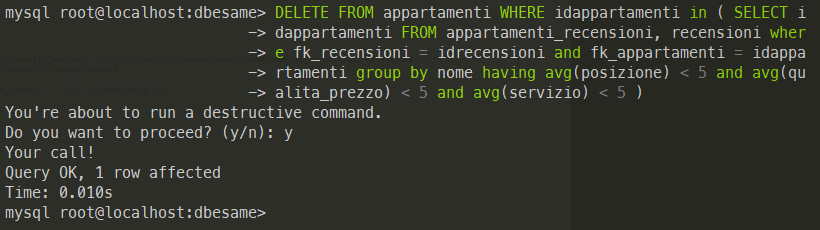 mysql root@localhost:dbesame> DELETE FROM appartamenti WHERE idappartamenti in ( SELECT i
-> dappartamenti FROM appartamenti_recensioni, recensioni wher
-> e fk_recensioni = idrecensioni and fk_appartamenti = idappa
-> rtamenti group by nome having avg(posizione) < 5 and avg(qu
-> alita_prezzo) < 5 and avg(servizio) < 5 )
You're about to run a destructive command.
Do you want to proceed? (y/n): y
Your call!
Query OK, 1 row affected
Time: 0.010s
mysql root@localhost:dbesame>